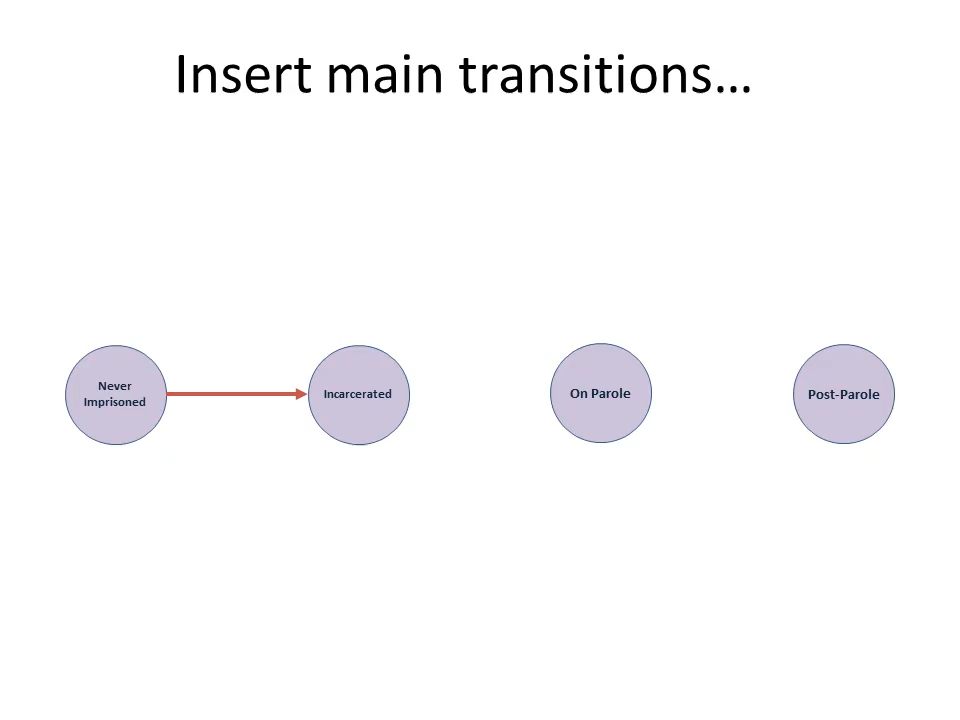 Insert main transitions…
Never
Imprisoned
Incarcerated
On Parole
Post-Parole